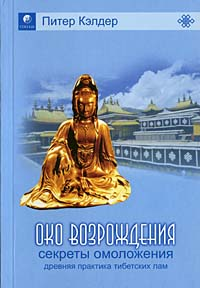 Питер Кэлдер
ОКО ВОЗРОЖДЕНИЯ
секреты омоложения
древняя практика тибетских лам